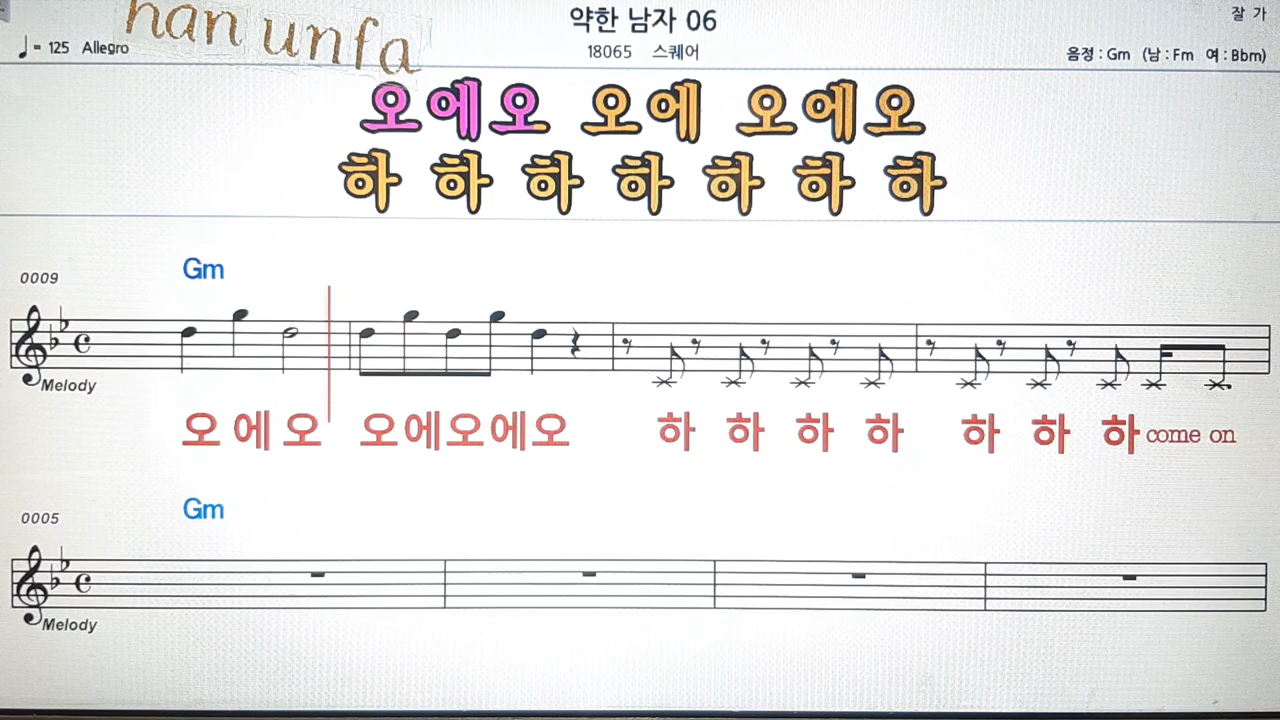 han unfa
약한 남자 06
잘 가
♩= 125 Allegro
18065 스퀘어
음정 : Gm (남 : Fm 여 : Bbm)
오에오 오에 오에오
하 하 하 하 하 하 하
0009
Gm
Melody
오 에 오 오에오에오 하 하 하 하 하 하 하 come on
0005
Gm
Melody